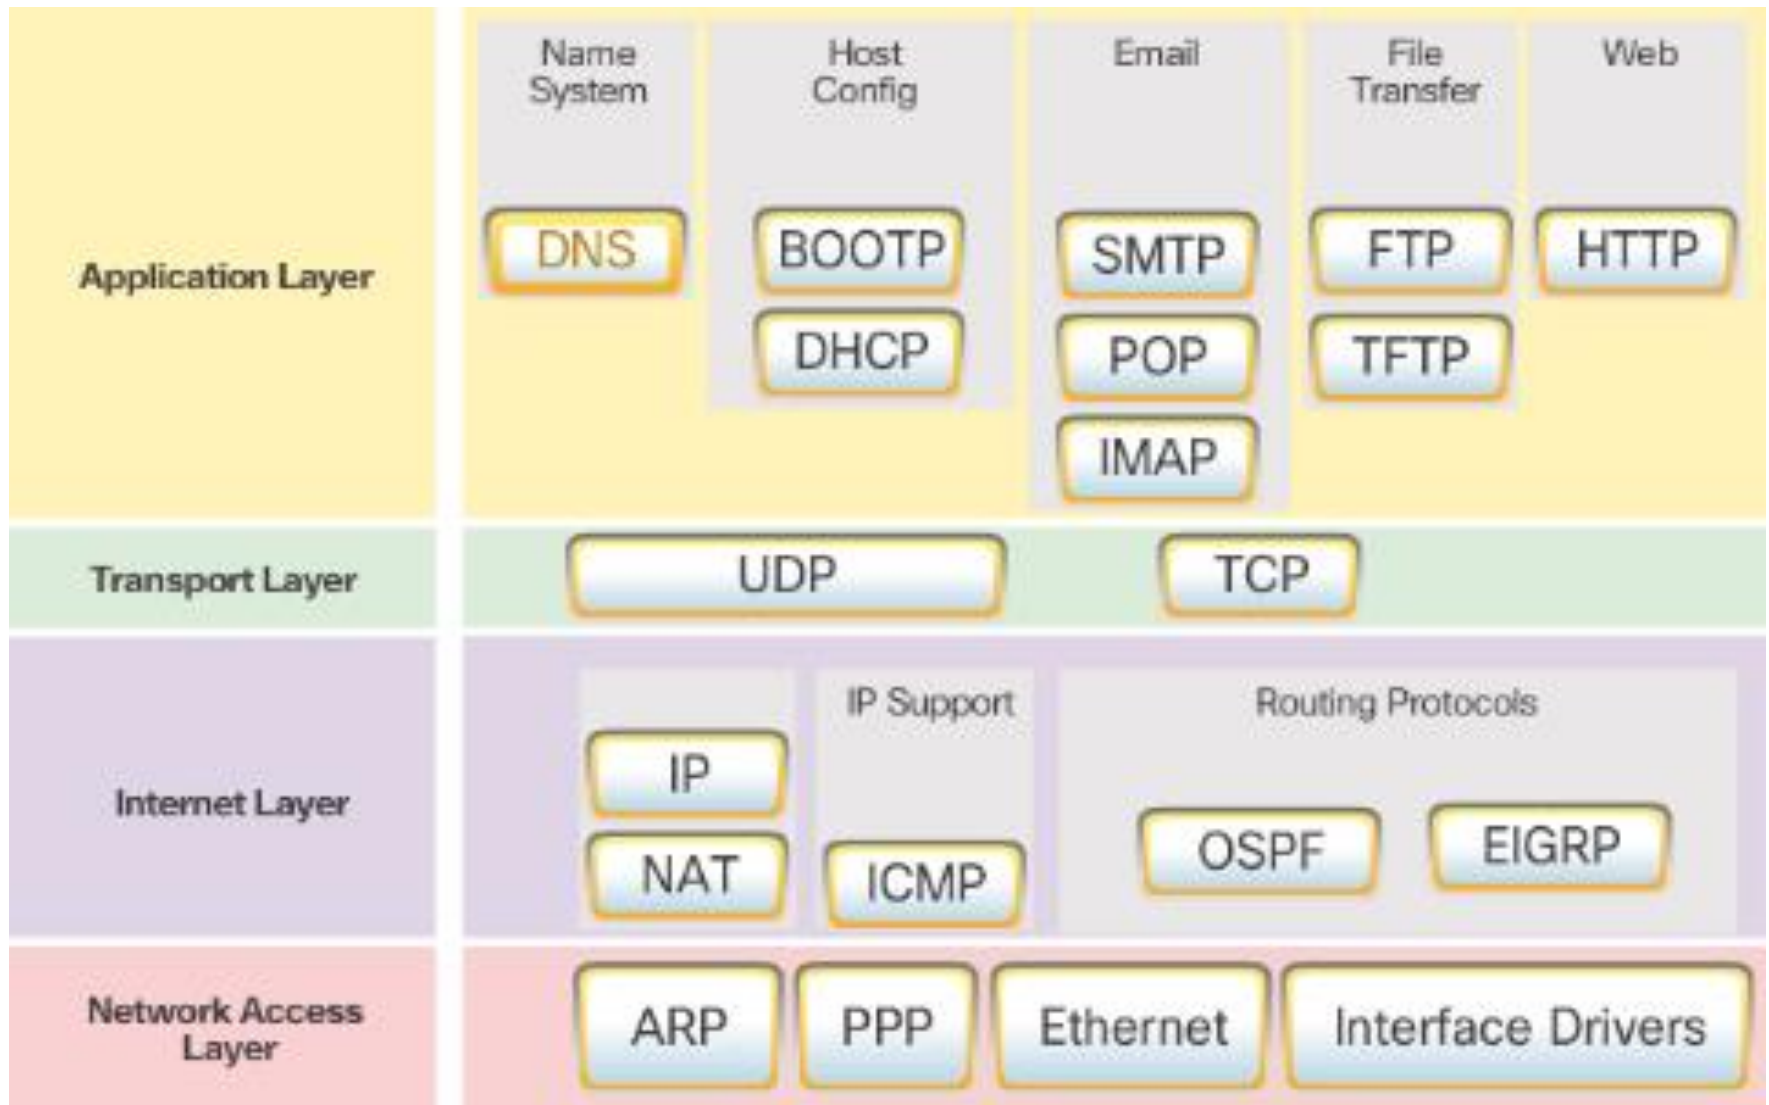 Name
System
Host
Config
Email
File
Transfer
Web
Application Layer
DNS
BOOTP
SMTP
FTP
HTTP
DHCP
POP
TFTP
IMAP
Transport Layer
UDP
TCP
Internet Layer
IP Support
Routing Protocols
IP
NAT
ICMP
OSPF
EIGRP
Network Access
Layer
ARP
PPP
Ethernet
Interface Drivers